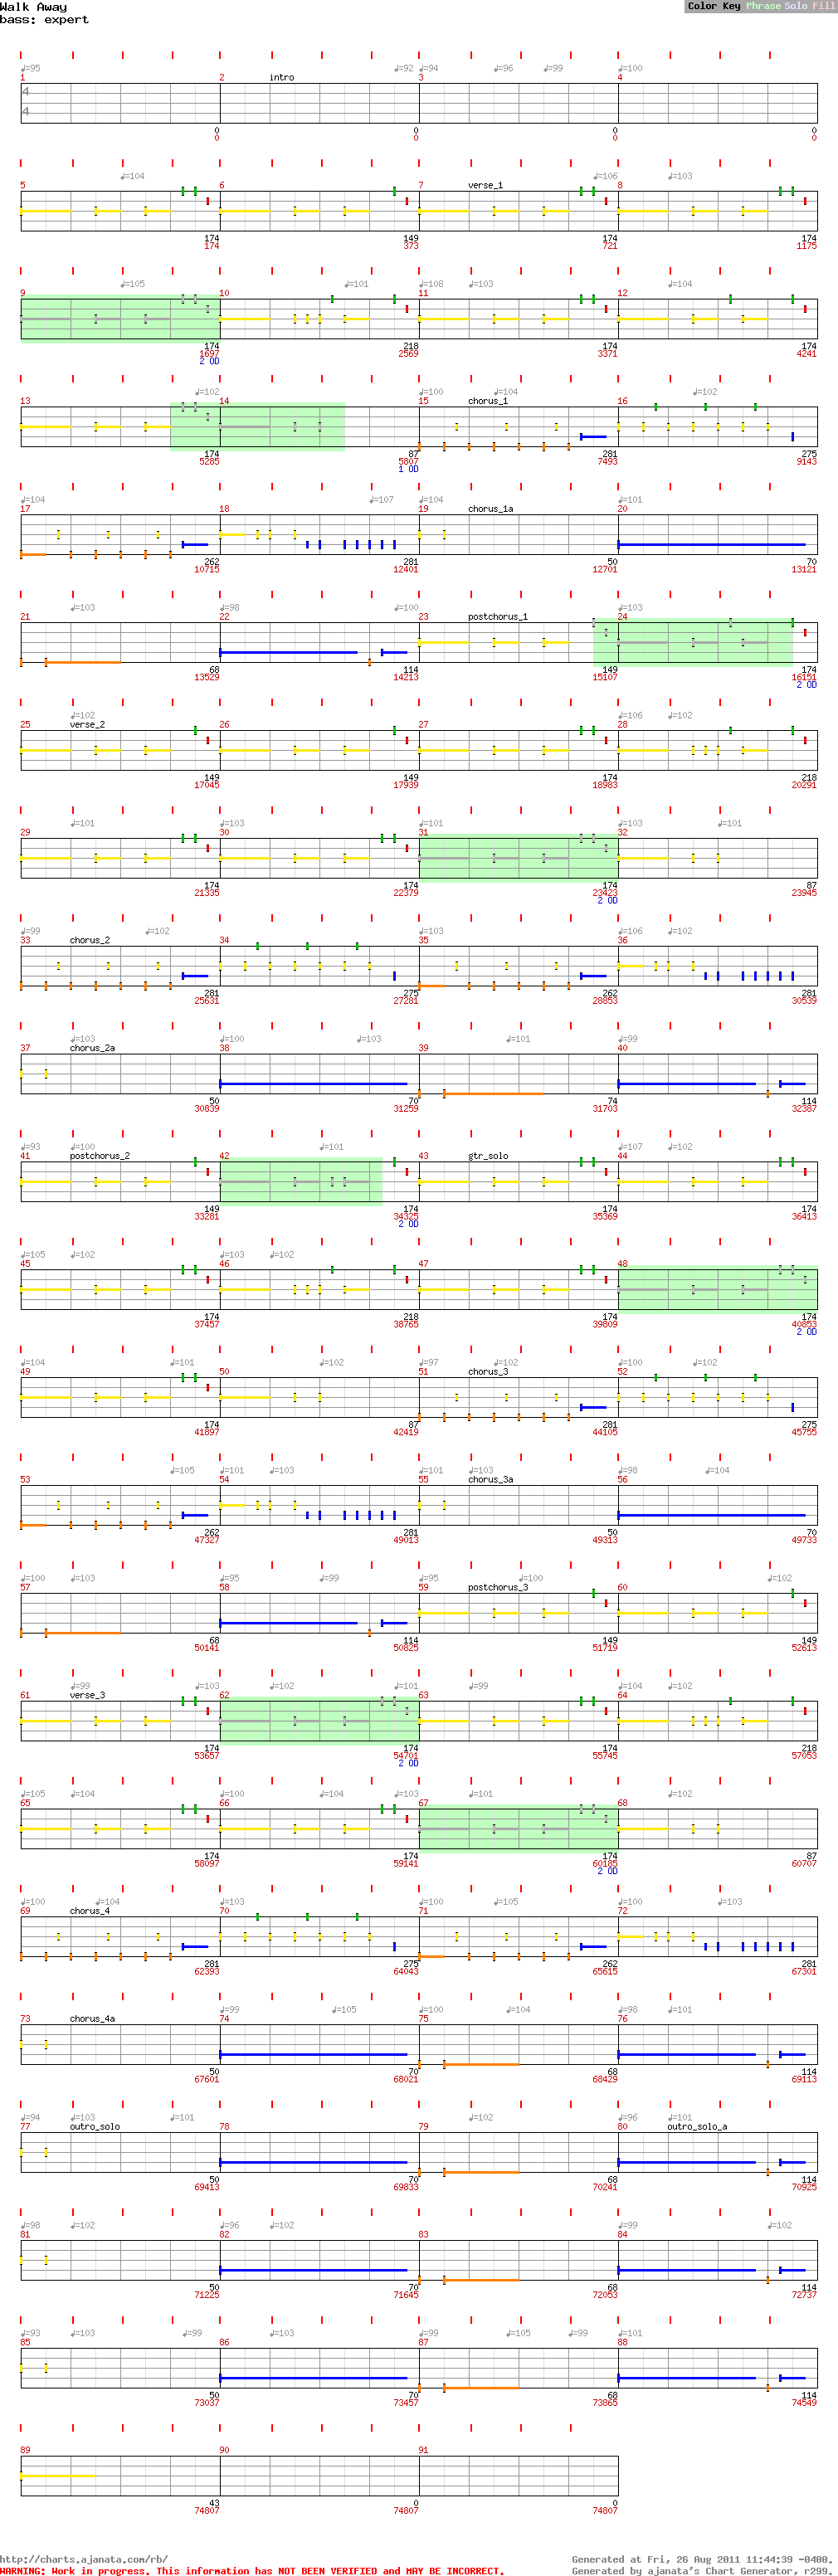 Walk Away
bass: expert
Color Key Phrase Solo Fill
♩=95 ♩=92 ♩=94 ♩=96 ♩=99 ♩=100
1 2 intro 3 4
4
4
0 0 0 0
0 0 0 0
♩=104 ♩=106 ♩=103
5 6 7 verse_1 8
174 149 174 174
174 373 721 1175
♩=105 ♩=101 ♩=108 ♩=103 ♩=104
9 10 11 12
174 218 174 174
1697 2569 3371 4241
2 OD
♩=102 ♩=100 ♩=104 ♩=102
13 14 15 chorus_1 16
174 87 281 275
5285 5807 7493 9143
1 OD
♩=104 ♩=107 ♩=104 ♩=101
17 18 19 chorus_1a 20
262 281 50 70
10715 12401 12701 13121
♩=103 ♩=98 ♩=100 ♩=103
21 22 23 postchorus_1 24
68 114 149 174
13529 14213 15107 16151
2 OD
♩=102 ♩=106 ♩=102
25 verse_2 26 27 28
149 149 174 218
17045 17939 18983 20291
♩=101 ♩=103 ♩=101 ♩=103 ♩=101
29 30 31 32
174 174 174 87
21335 22379 23423 23945
2 OD
♩=99 ♩=102 ♩=103 ♩=106 ♩=102
33 chorus_2 34 35 36
281 275 262 281
25631 27281 28853 30539
♩=103 ♩=100 ♩=103 ♩=101 ♩=99
37 chorus_2a 38 39 40
50 70 74 114
30839 31259 31703 32387
♩=93 ♩=100 ♩=101 ♩=107 ♩=102
41 postchorus_2 42 43 gtr_solo 44
149 174 174 174
33281 34325 35369 36413
2 OD
♩=105 ♩=102 ♩=103 ♩=102
45 46 47 48
174 218 174 174
37457 38765 39809 40853
2 OD
♩=104 ♩=101 ♩=102 ♩=97 ♩=102 ♩=100 ♩=102
49 50 51 chorus_3 52
174 87 281 275
41897 42419 44105 45755
♩=105 ♩=101 ♩=103 ♩=101 ♩=103 ♩=98 ♩=104
53 54 55 chorus_3a 56
262 281 50 70
47327 49013 49313 49733
♩=100 ♩=103 ♩=95 ♩=99 ♩=95 ♩=100 ♩=102
57 58 59 postchorus_3 60
68 114 149 149
50141 50825 51719 52613
♩=99 ♩=103 ♩=102 ♩=101 ♩=99 ♩=104 ♩=102
61 verse_3 62 63 64
174 174 174 218
53657 54701 55745 57053
2 OD
♩=105 ♩=104 ♩=100 ♩=104 ♩=103 ♩=101 ♩=102
65 66 67 68
174 174 174 87
58097 59141 60185 60707
2 OD
♩=100 ♩=104 ♩=103 ♩=100 ♩=105 ♩=100 ♩=103
69 chorus_4 70 71 72
281 275 262 281
62393 64043 65615 67301
♩=99 ♩=105 ♩=100 ♩=104 ♩=98 ♩=101
73 chorus_4a 74 75 76
50 70 68 114
67601 68021 68429 69113
♩=94 ♩=103 ♩=101 ♩=102 ♩=96 ♩=101
77 outro_solo 78 79 80 outro_solo_a
50 70 68 114
69413 69833 70241 70925
♩=98 ♩=102 ♩=96 ♩=102 ♩=99 ♩=102
81 82 83 84
50 70 68 114
71225 71645 72053 72737
♩=93 ♩=103 ♩=99 ♩=103 ♩=99 ♩=105 ♩=99 ♩=101
85 86 87 88
50 70 68 114
73037 73457 73865 74549
89 90 91
43 0 0
74807 74807 74807
http://charts.ajanata.com/rb/ Generated at Fri, 26 Aug 2011 11:44:39 -0400.
WARNING: Work in progress. This information has NOT BEEN VERIFIED and MAY BE INCORRECT. Generated by ajanata's Chart Generator, r299.